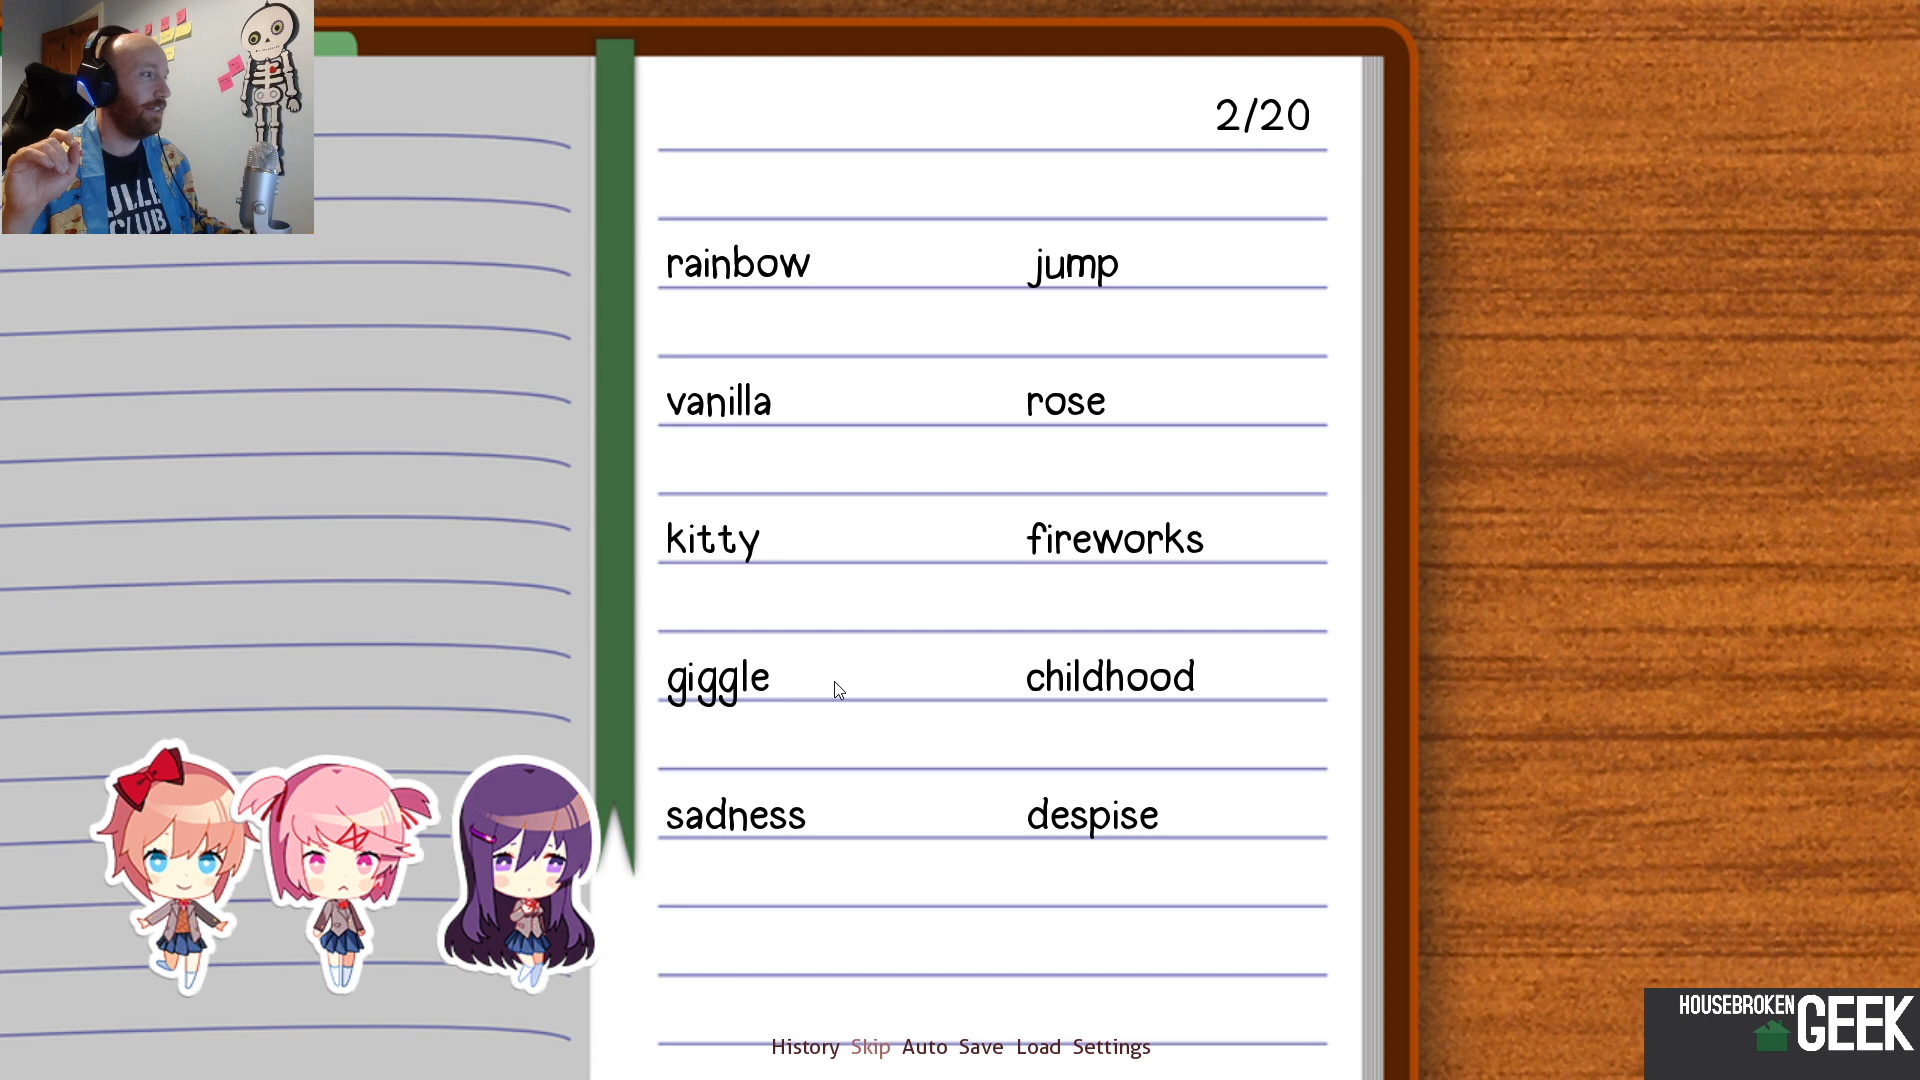 2/20
rainbow jump
vanilla rose
kitty fireworks
giggle childhood
sadness despise
History Skip Auto Save Load Settings
HOUSEBROKEN
GEEK
CLUB